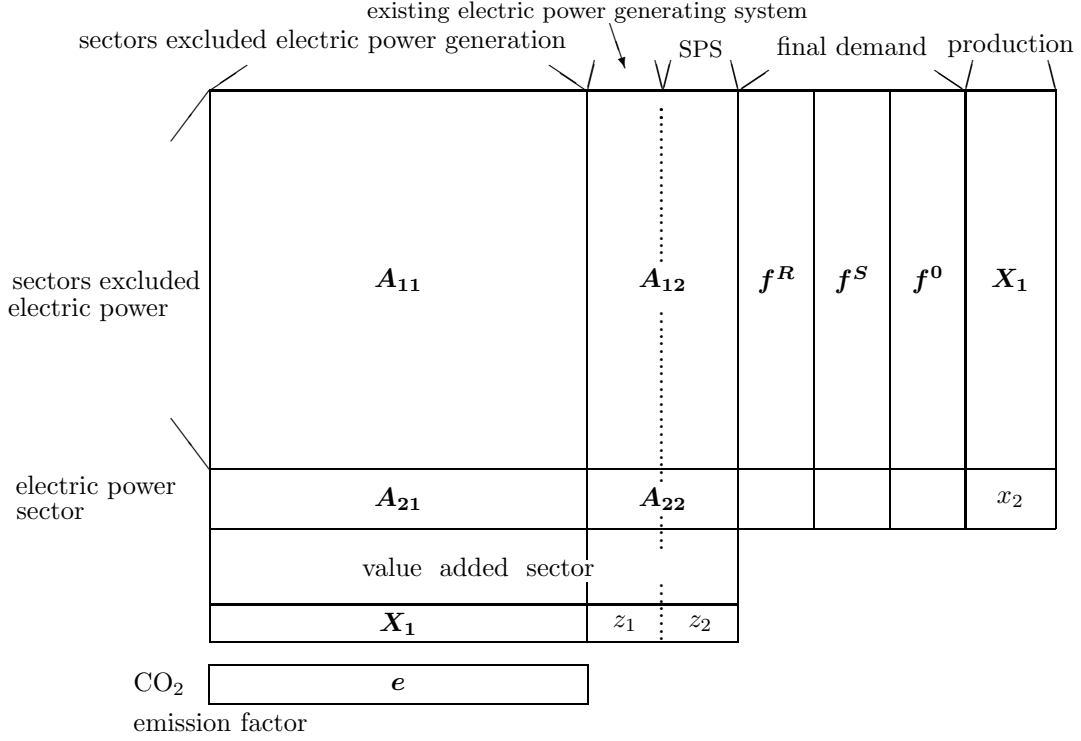 existing electric power generating system
sectors excluded electric power generation
SPS
final demand
production
sectors excluded
electric power
A₁₁
A₁₂
f^R
f^S
f^0
X₁
electric power
sector
A₂₁
A₂₂
x₂
value added sector
X₁
z₁
z₂
CO₂
e
emission factor